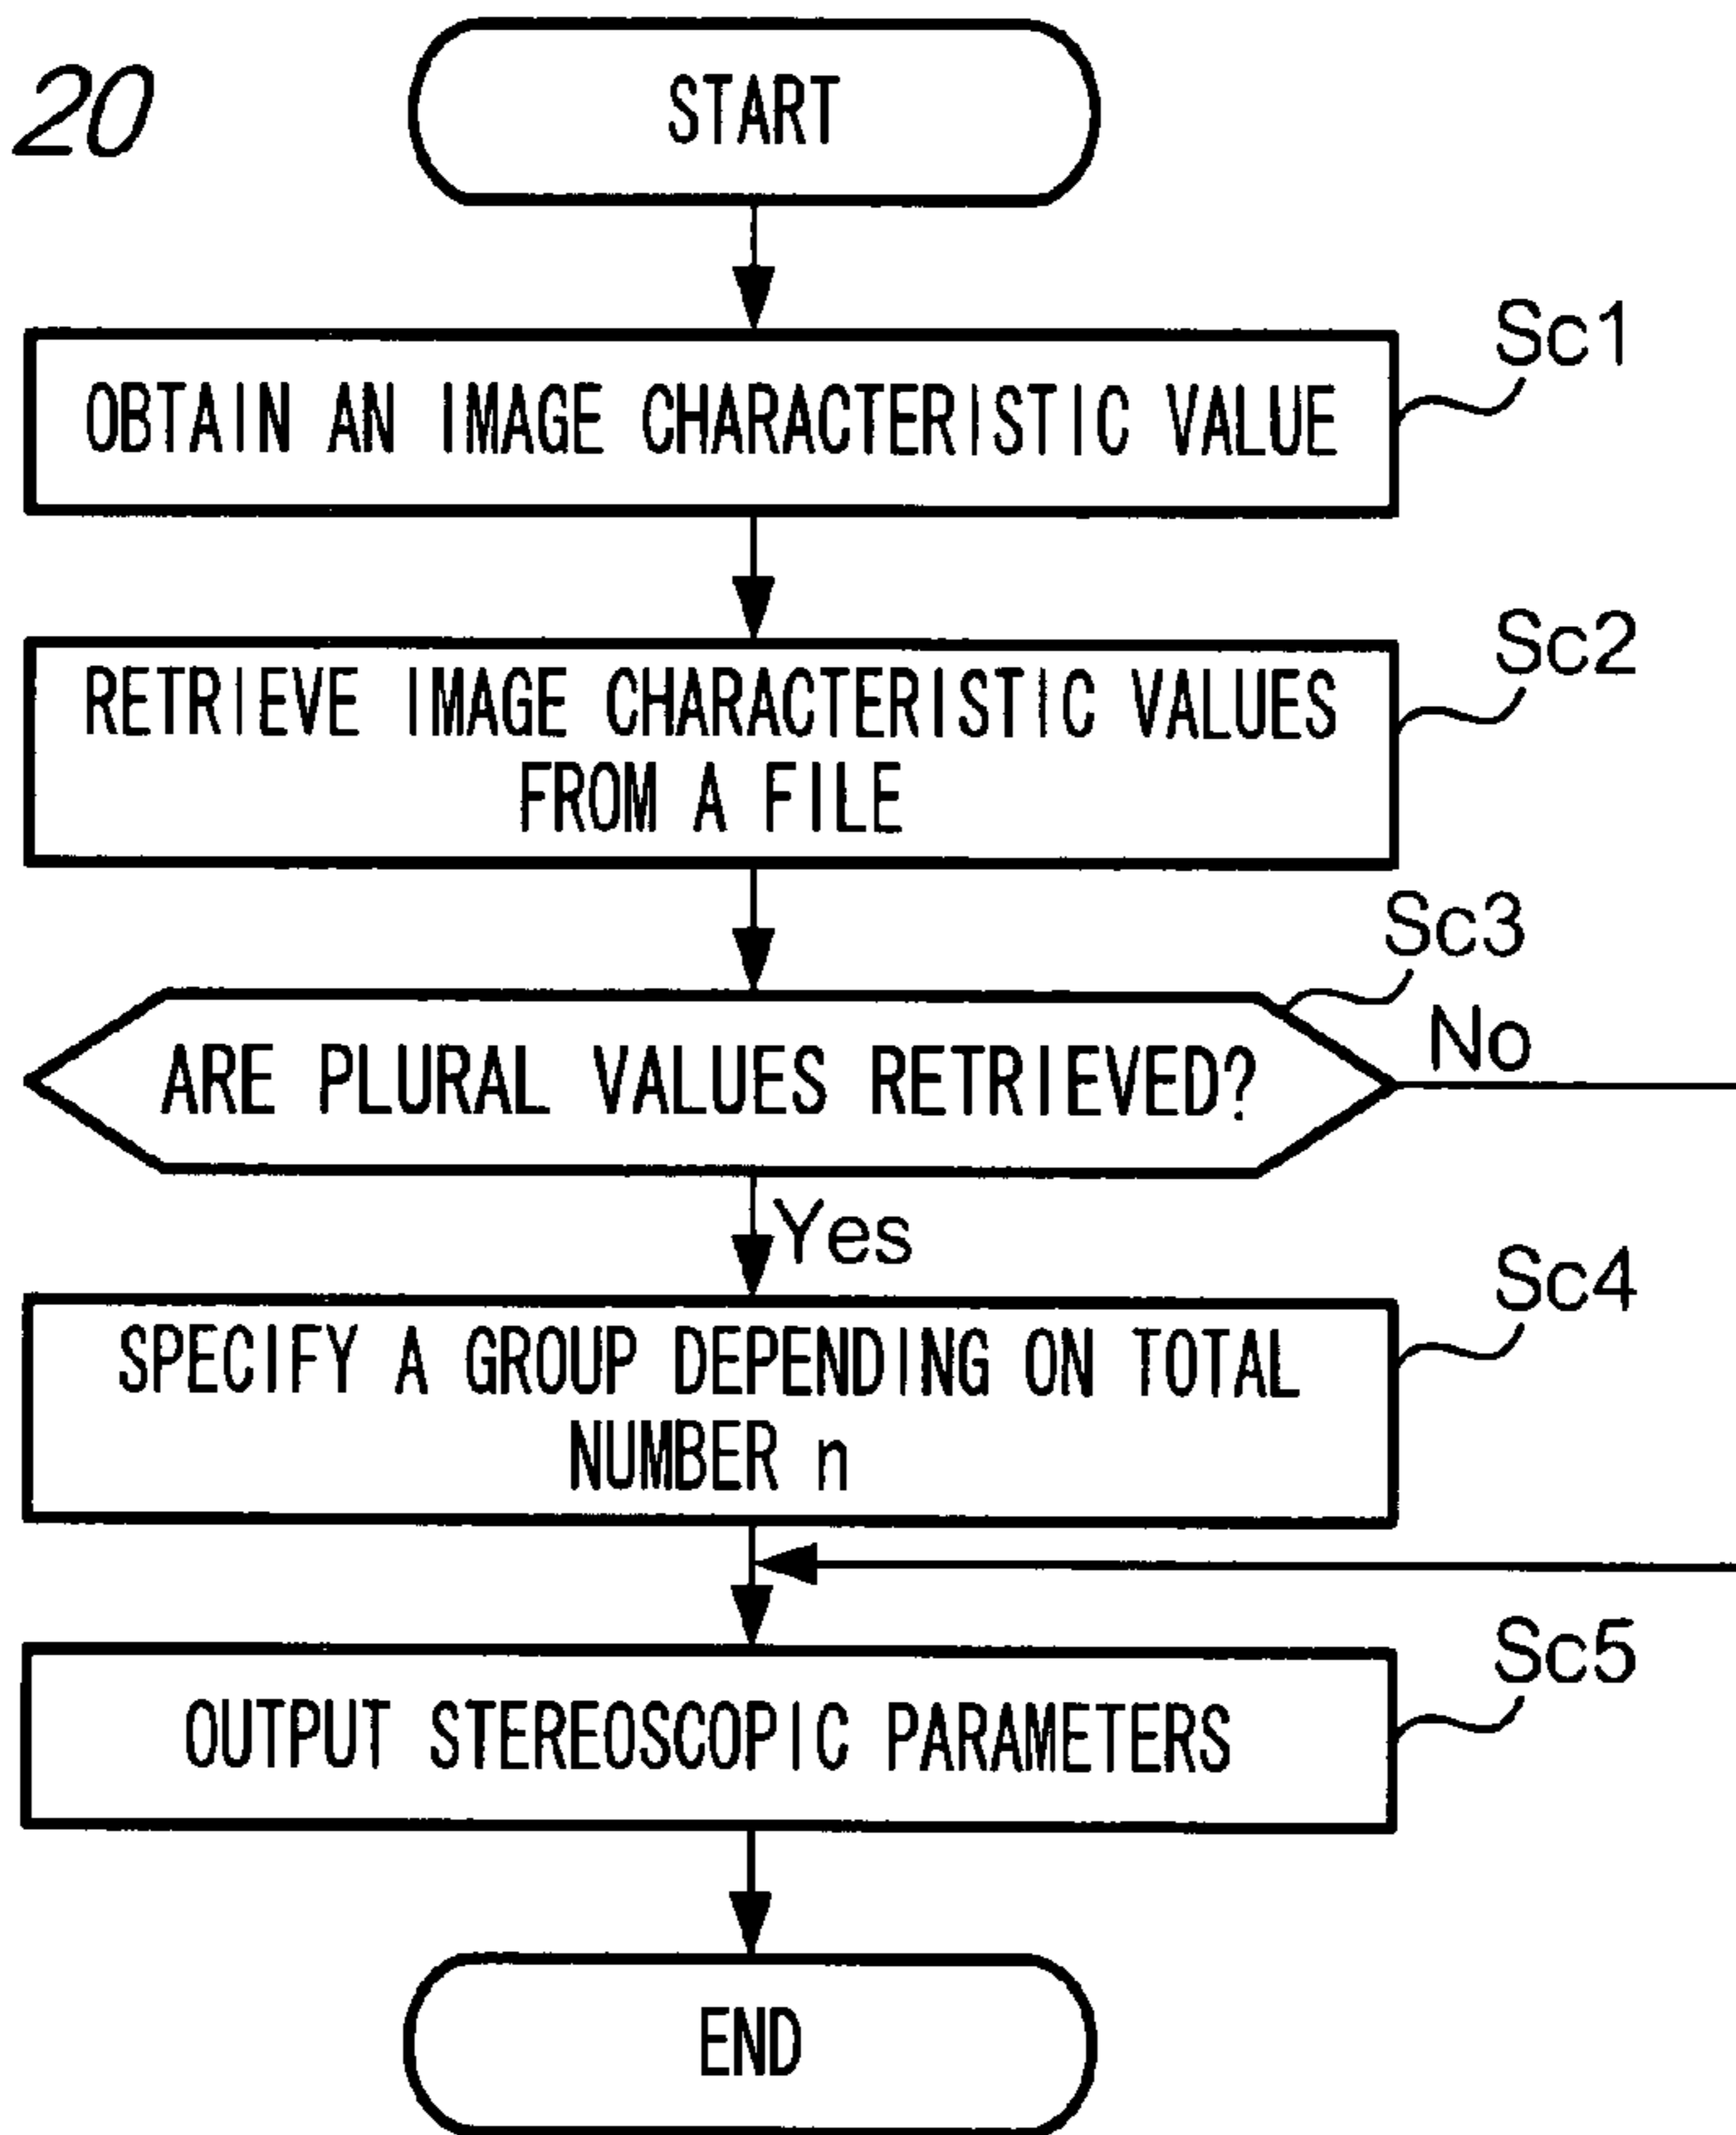 20
START
Sc1
OBTAIN AN IMAGE CHARACTERISTIC VALUE
Sc2
RETRIEVE IMAGE CHARACTERISTIC VALUES
FROM A FILE
Sc3
No
ARE PLURAL VALUES RETRIEVED?
Yes
Sc4
SPECIFY A GROUP DEPENDING ON TOTAL
NUMBER n
Sc5
OUTPUT STEREOSCOPIC PARAMETERS
END